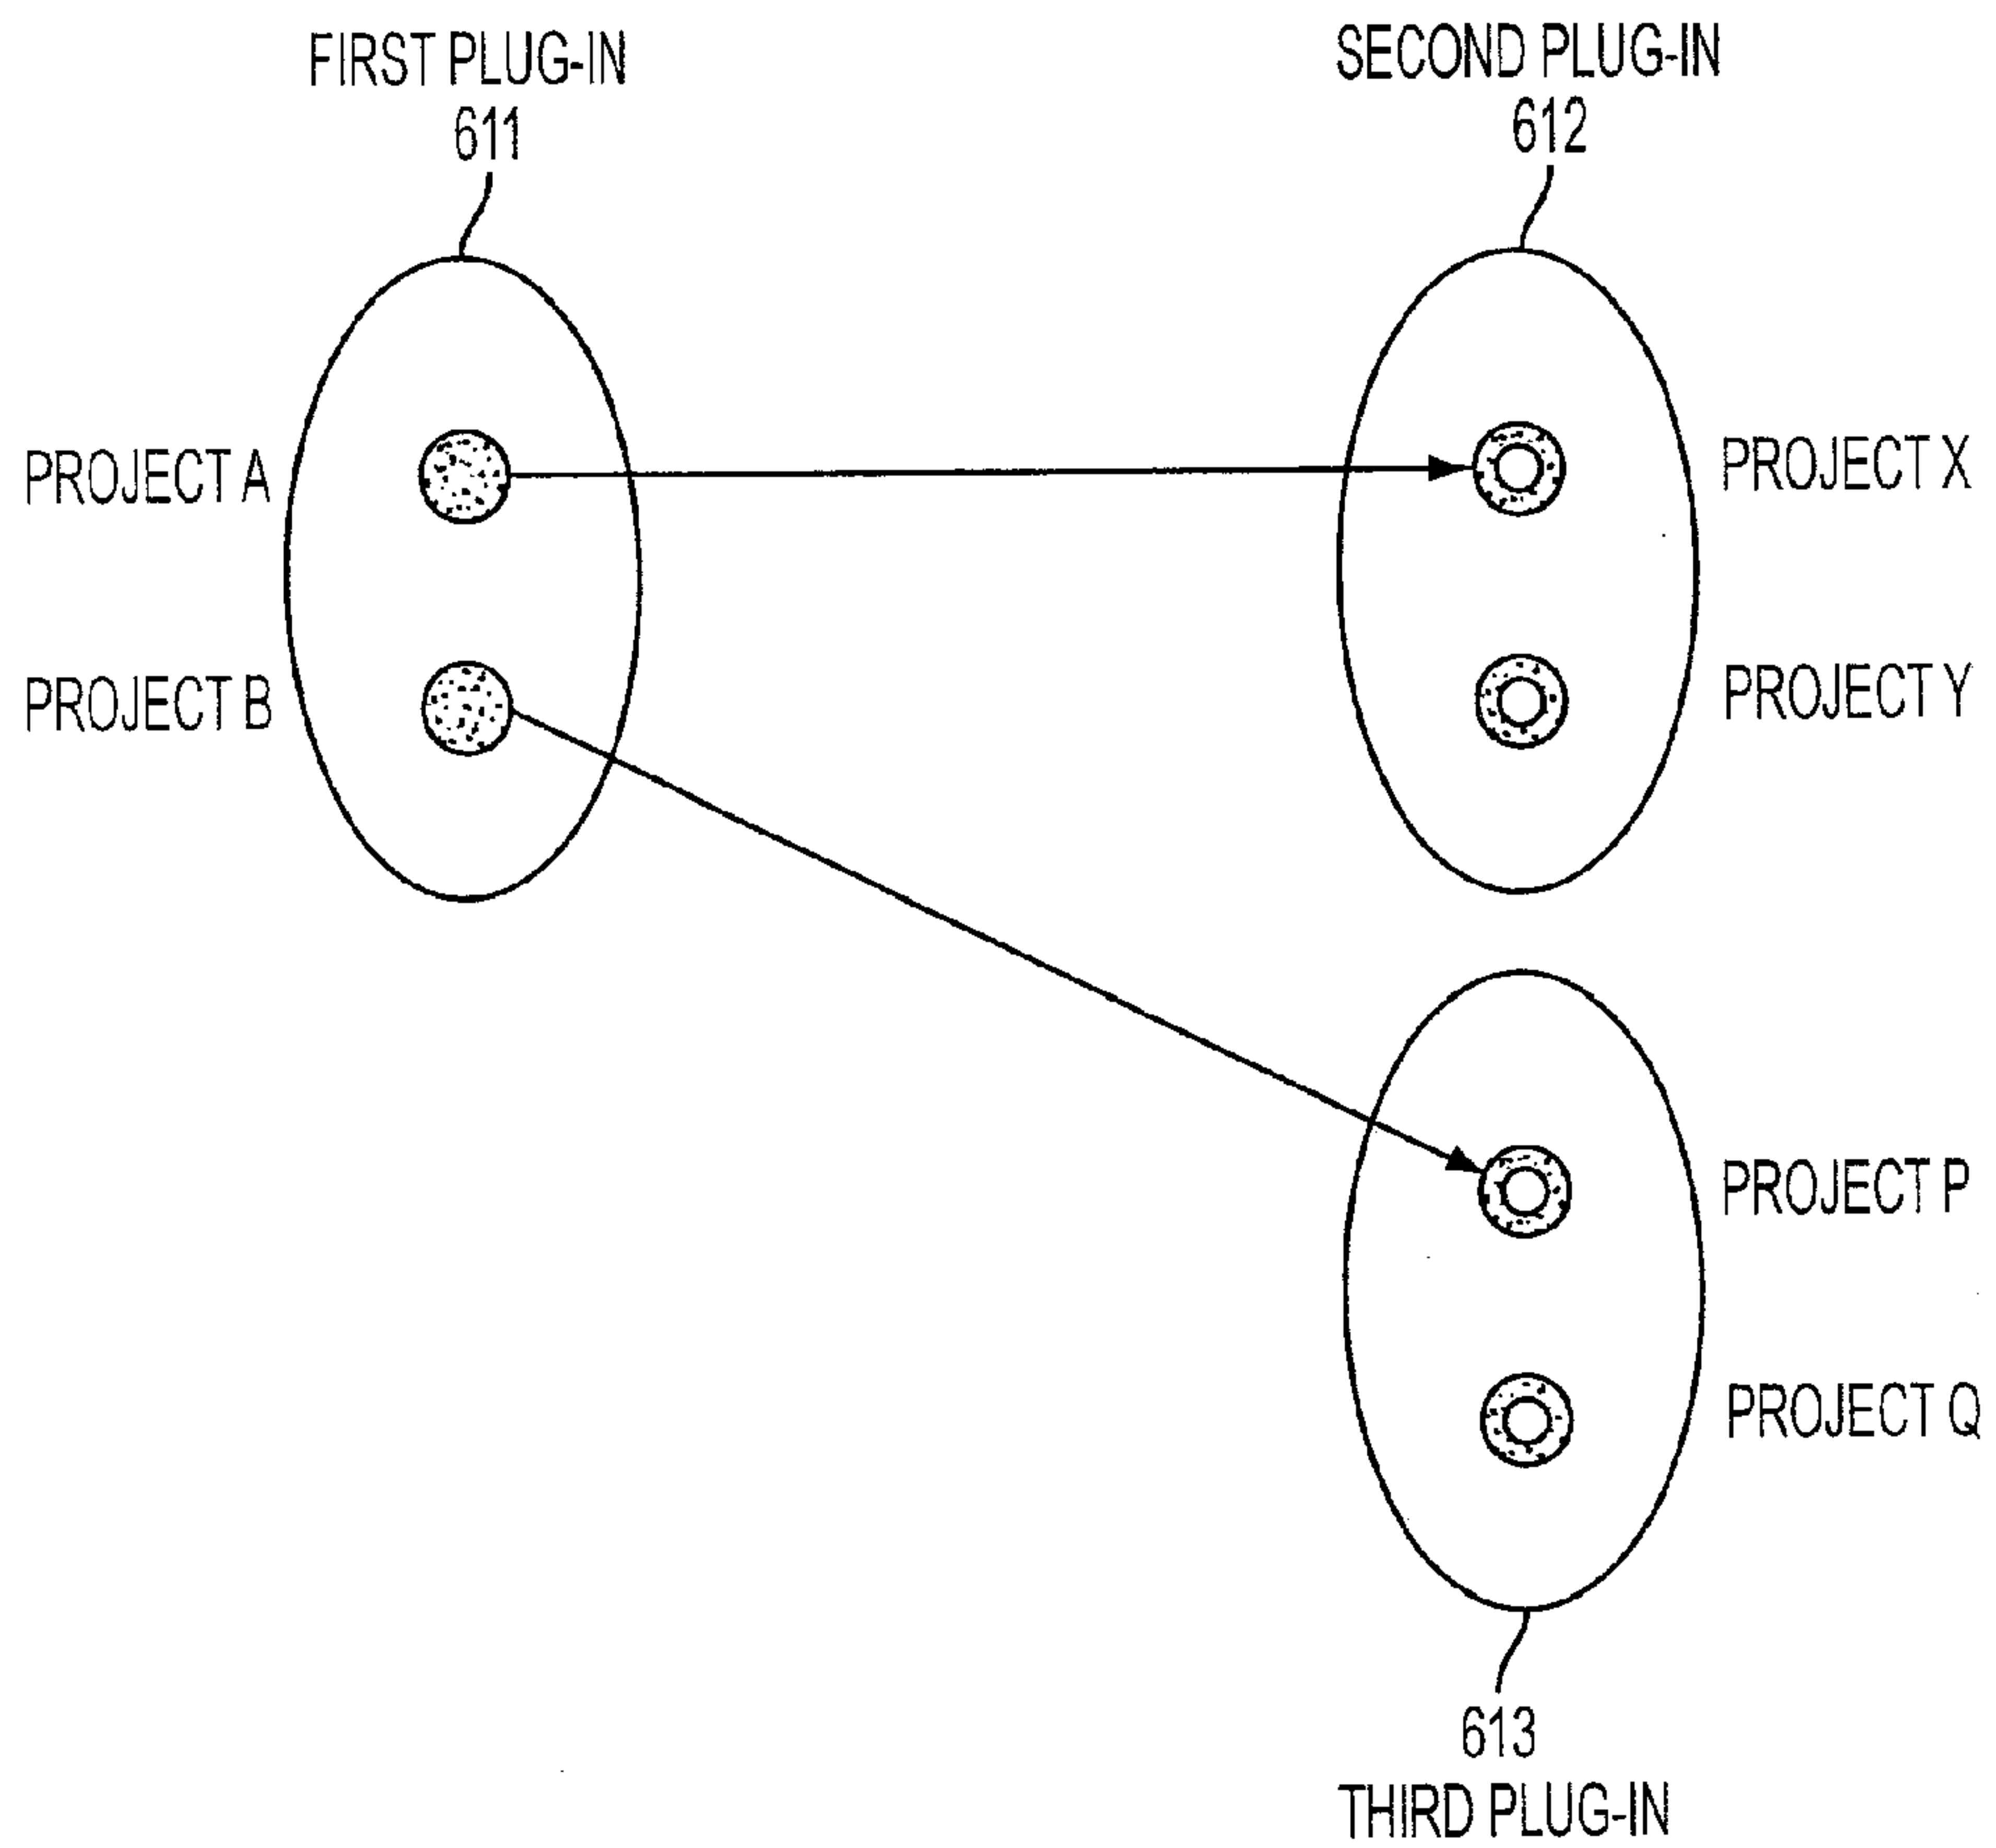 FIRST PLUG-IN
611
SECOND PLUG-IN
612
PROJECT A
PROJECT X
PROJECT B
PROJECT Y
PROJECT P
PROJECT Q
613
THIRD PLUG-IN